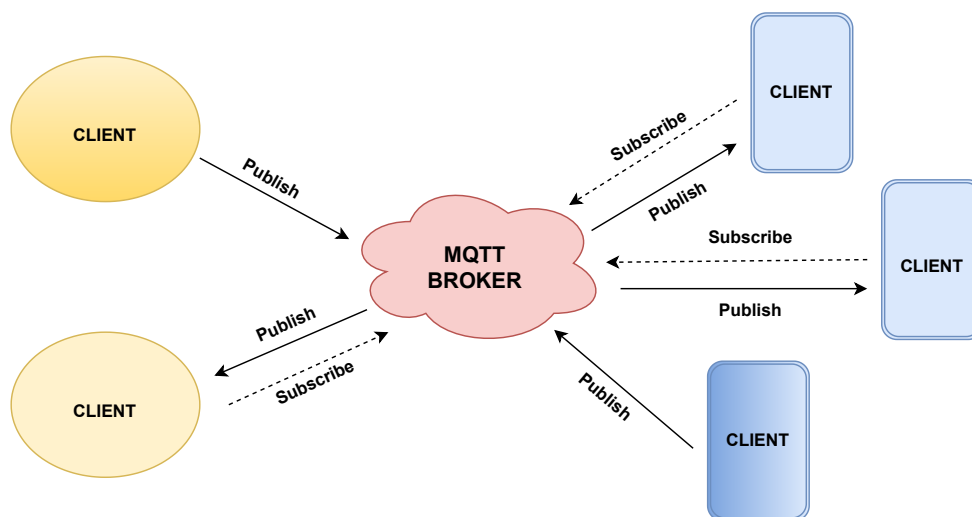 CLIENT
CLIENT
Subscribe
Publish
Publish
Subscribe
CLIENT
MQTT
BROKER
Publish
Publish
Subscribe
CLIENT
Publish
CLIENT